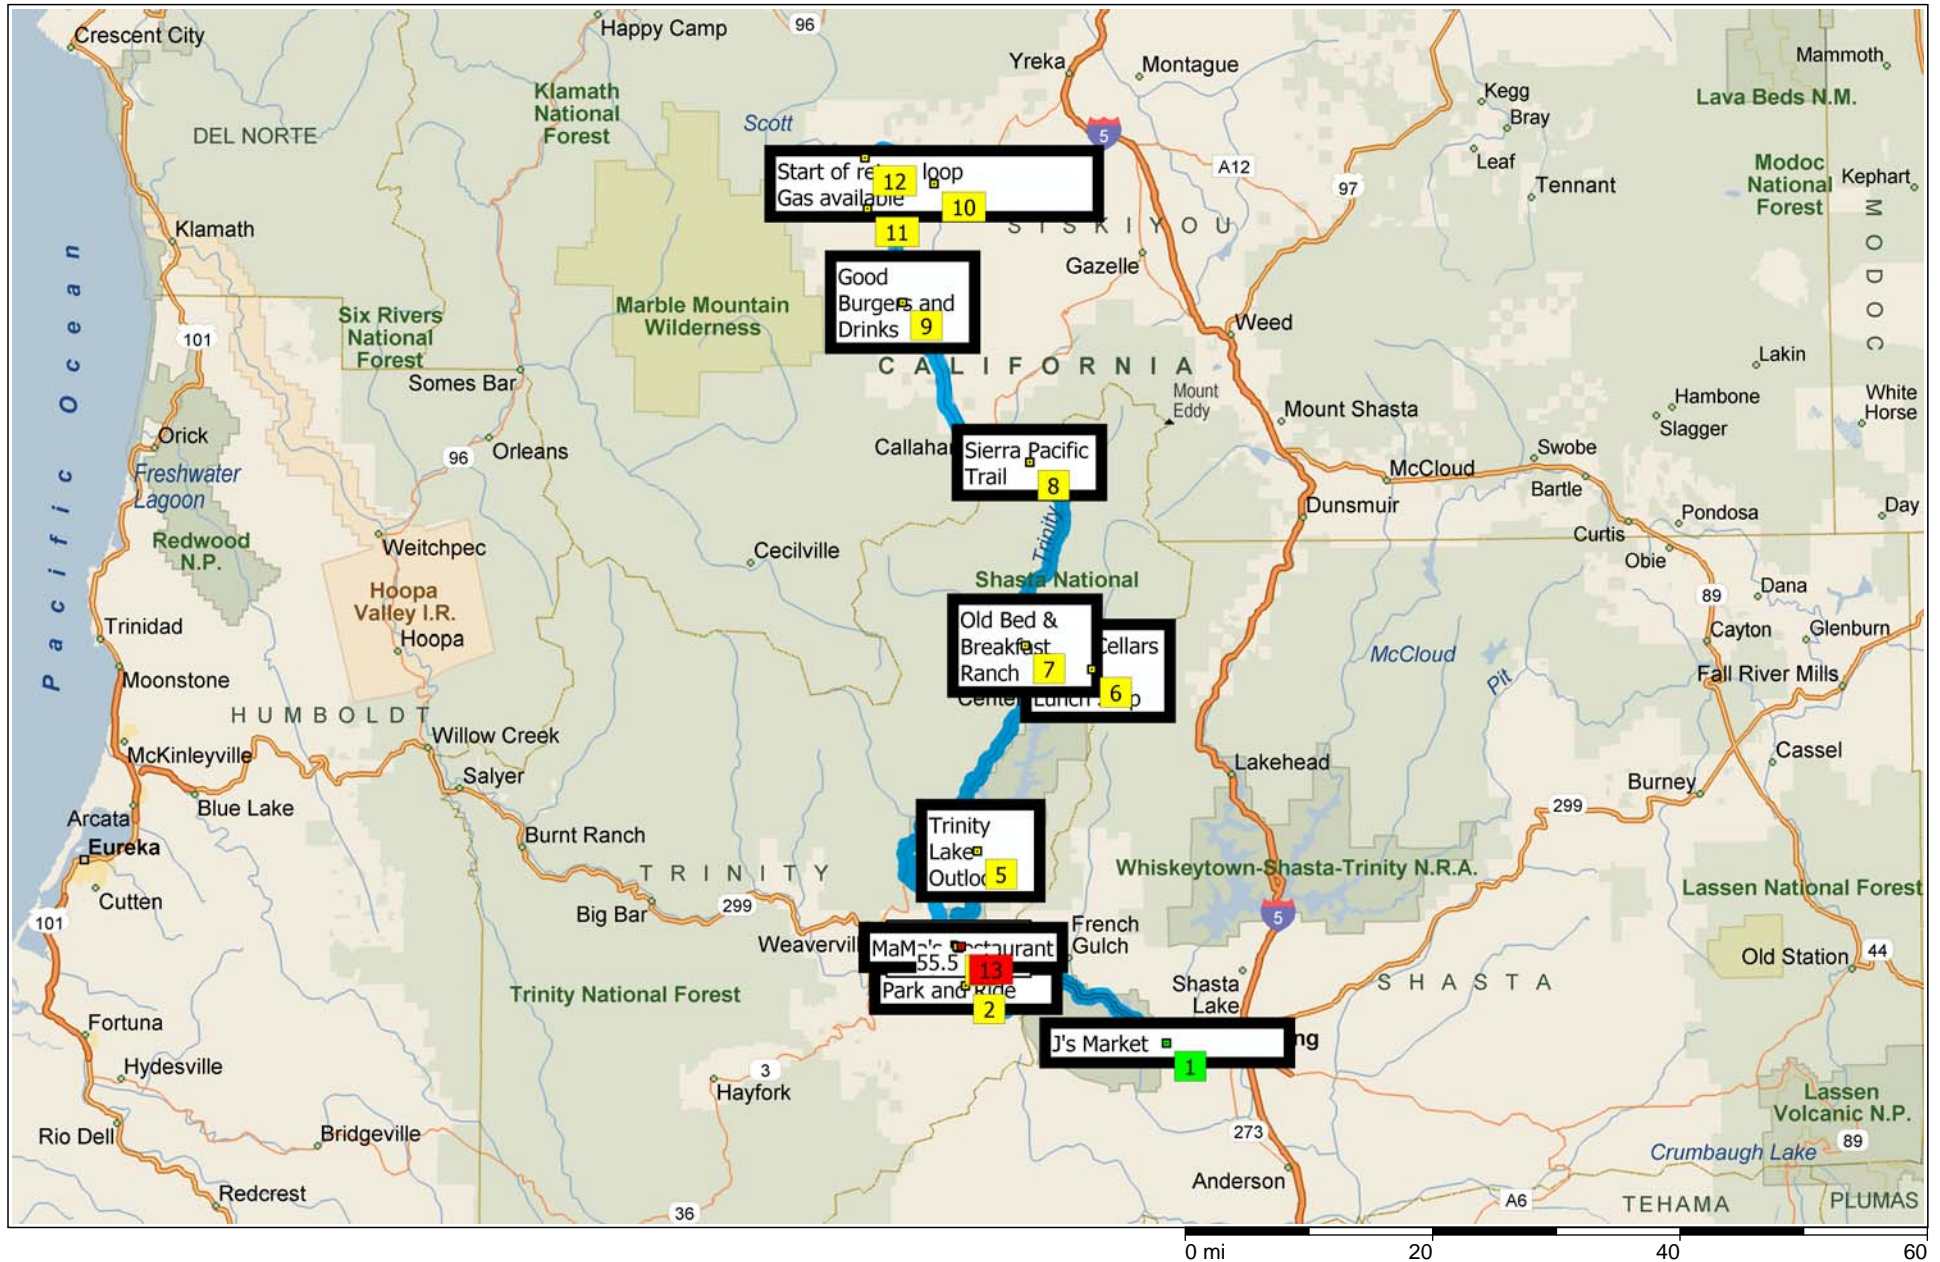 Crescent City
Happy Camp
96
Yreka
Montague
Mammoth
Kegg
Klamath
National
Forest
Lava Beds N.M.
Bray
Scott
DEL NORTE
5
Leaf
A12
Modoc
National
Forest
Kephart
97
Tennant
Start of loop
Gas available
12
10
11
SISKIYOU
MODOC
Klamath
Gazelle
Good
Burgers and
Drinks
9
Marble Mountain
Wilderness
Six Rivers
National
Forest
101
Weed
CALIFORNIA
Lakin
Somes Bar
Mount
Eddy
Mount Shasta
Hambone
White
Horse
Slagger
Pacific Ocean
Orick
Orleans
96
Callahan
Sierra Pacific
Trail
8
Swobe
McCloud
Bartle
Freshwater
Lagoon
Dunsmuir
Day
Pondosa
Curtis
Obie
Redwood
N.P.
Weitchpec
Cecilville
Trinity
Shasta National
Hoopa
Valley I.R.
Hoopa
Dana
89
Trinidad
Old Bed &
Breakfast
Ranch
7
Cellars
6
Center
Lunch
McCloud
Pit
Cayton
Glenburn
Fall River Mills
Moonstone
HUMBOLDT
Willow Creek
McKinleyville
Salyer
Lakehead
Cassel
Burney
Blue Lake
299
Arcata
Eureka
Burnt Ranch
Trinity
Lake
5
TRINITY
Whiskeytown-Shasta-Trinity N.R.A.
Lassen National Forest
Cutten
Big Bar
299
101
5
French
Gulch
Weaverville
MaMa's Restaurant
55.5
13
Park and Ride
2
Old Station
44
Shasta
Lake
SHASTA
Trinity National Forest
Fortuna
J's Market
1
ng
Hydesville
3
Hayfork
Lassen
Volcanic N.P.
Rio Dell
Bridgeville
273
89
Crumbaugh Lake
Anderson
Redcrest
36
A6
TEHAMA
PLUMAS
0 mi
20
40
60